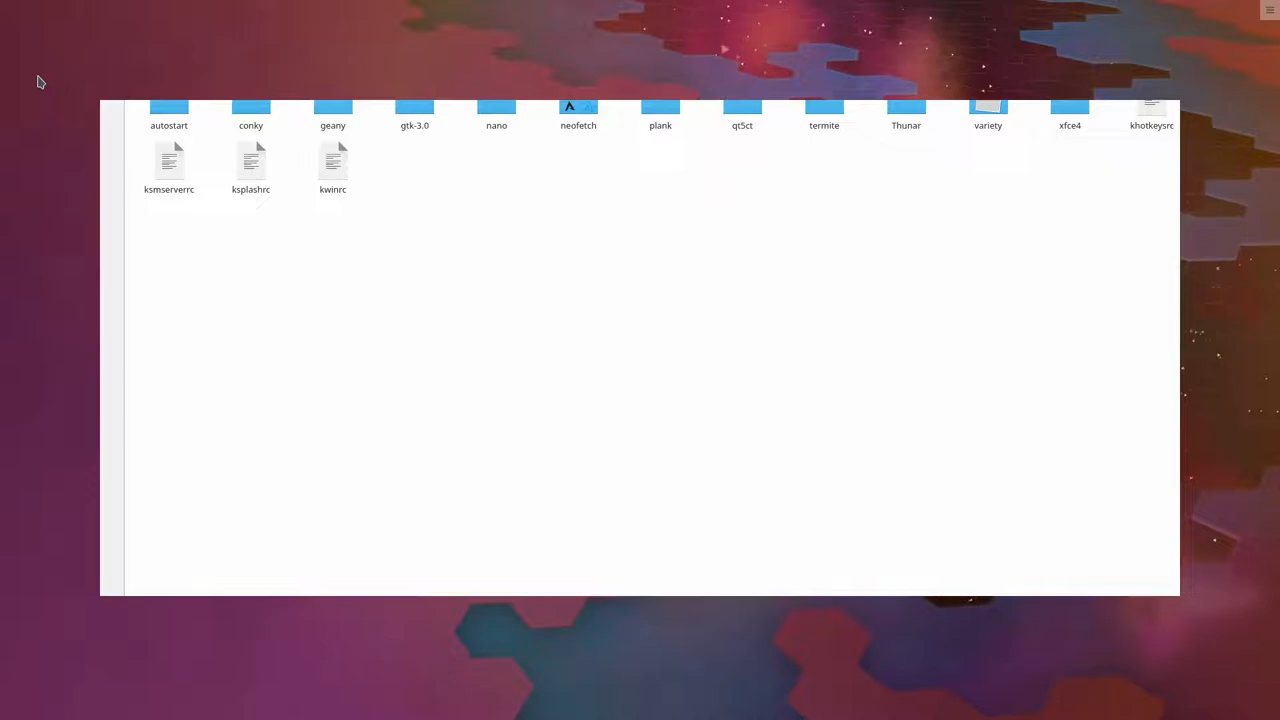 autostart conky geany gtk-3.0 nano neofetch plank qt5ct termite Thunar variety xfce4 khotkeysrc
ksmserverrc ksplashrc kwinrc